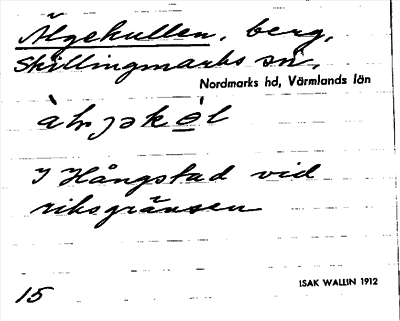 Älgekullen, berg,
Skillingmarks sn,
Nordmarks hd, Värmlands län
I Hångstad vid
riksgränsen
ISAK WALLIN 1912
15